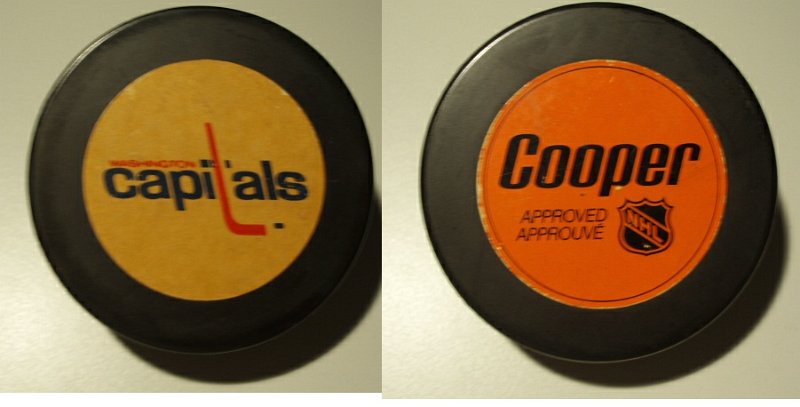 WASHINGTON
capitals
Cooper
APPROVED
APPROUVÉ
NHL